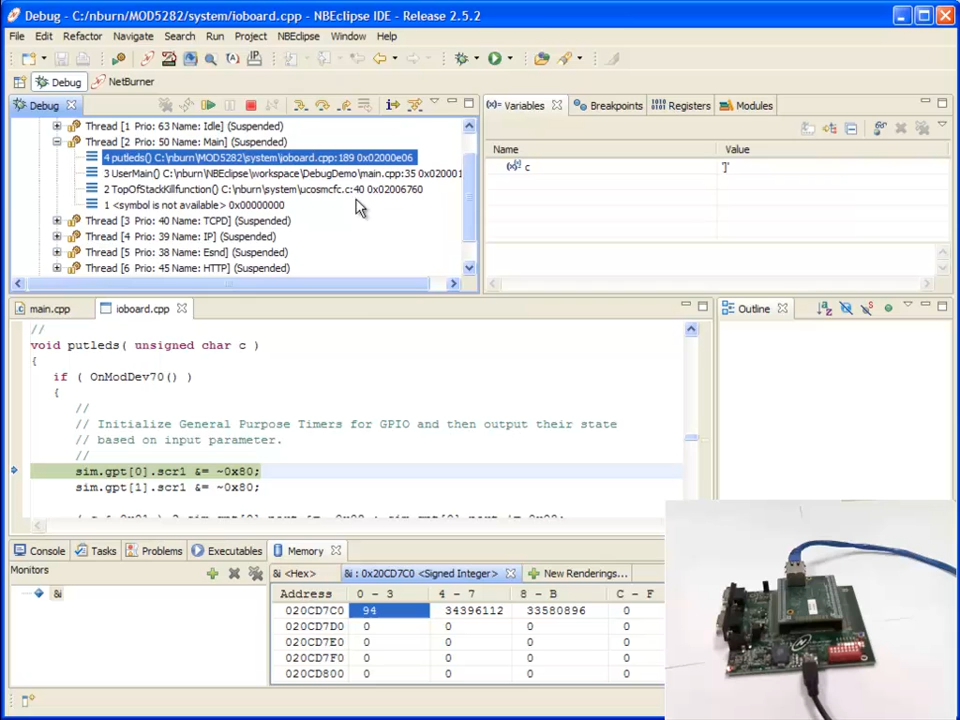 Debug - C:/nburn/MOD5282/system/ioboard.cpp - NBEclipse IDE - Release 2.5.2
File Edit Refactor Navigate Search Run Project NBEclipse Window Help
Debug NetBurner
Debug
Thread [1 Prio: 63 Name: Idle] (Suspended)
Thread [2 Prio: 50 Name: Main] (Suspended)
4 putleds() C:\nburn\MOD5282\system\ioboard.cpp:189 0x02000e06
3 UserMain() C:\nburn\NBEclipse\workspace\DebugDemo\main.cpp:35 0x02000
2 TopOfStackKillfunction() C:\nburn\system\ucosmcfc.c:40 0x02006760
1 <symbol is not available> 0x00000000
Thread [3 Prio: 40 Name: TCPD] (Suspended)
Thread [4 Prio: 39 Name: IP] (Suspended)
Thread [5 Prio: 38 Name: Esnd] (Suspended)
Thread [6 Prio: 45 Name: HTTP] (Suspended)
Variables Breakpoints Registers Modules
Name Value
c ']'
main.cpp ioboard.cpp
//
void putleds( unsigned char c )
{
if ( OnModDev70() )
{
//
// Initialize General Purpose Timers for GPIO and then output their state
// based on input parameter.
//
sim.gpt[0].scr1 &= ~0x80;
sim.gpt[1].scr1 &= ~0x80;
Outline
Console Tasks Problems Executables Memory
Monitors
&i
&i <Hex> &i : 0x20CD7C0 <Signed Integer> New Renderings...
Address 0 - 3 4 - 7 8 - B C - F
020CD7C0 94 34396112 33580896 0
020CD7D0 0 0 0 0
020CD7E0 0 0 0 0
020CD7F0 0 0 0 0
020CD800 0 0 0 0